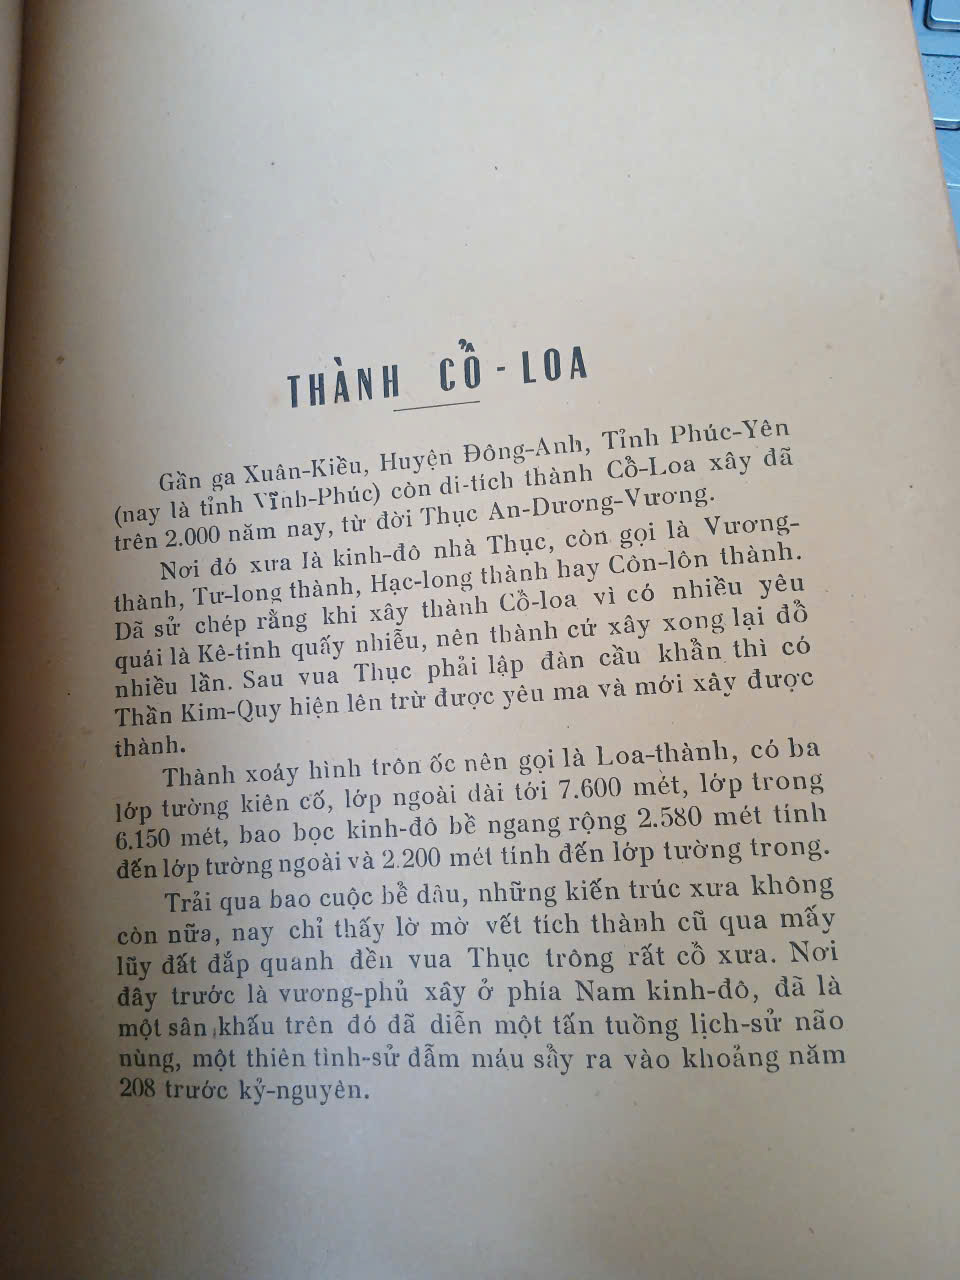 THÀNH CỔ - LOA
Gần ga Xuân-Kiều, Huyện Đông-Anh, Tỉnh Phúc-Yên
(nay là tỉnh Vĩnh-Phúc) còn di-tích thành Cổ-Loa xây đã
trên 2.000 năm nay, từ đời Thục An-Dương-Vương.
Nơi đó xưa là kinh-đô nhà Thục, còn gọi là Vương-
thành, Tư-long thành, Hạc-long thành hay Côn-lôn thành.
Dã sử chép rằng khi xây thành Cổ-loa vì có nhiều yêu
quái là Kê-tinh quấy nhiễu, nên thành cứ xây xong lại đổ
nhiều lần. Sau vua Thục phải lập đàn cầu khẩn thì có
Thần Kim-Quy hiện lên trừ được yêu ma và mới xây được
thành.
Thành xoáy hình trôn ốc nên gọi là Loa-thành, có ba
lớp tường kiên cố, lớp ngoài dài tới 7.600 mét, lớp trong
6.150 mét, bao bọc kinh-đô bề ngang rộng 2.580 mét tính
đến lớp tường ngoài và 2.200 mét tính đến lớp tường trong.
Trải qua bao cuộc bể dâu, những kiến trúc xưa không
còn nữa, nay chỉ thấy lờ mờ vết tích thành cũ qua mấy
lũy đất đắp quanh đền vua Thục trông rất cổ xưa. Nơi
đây trước là vương-phủ xây ở phía Nam kinh-đô, đã là
một sân khấu trên đó đã diễn một tấn tuồng lịch-sử não
nùng, một thiên tình-sử đẫm máu sẩy ra vào khoảng năm
208 trước kỷ-nguyên.